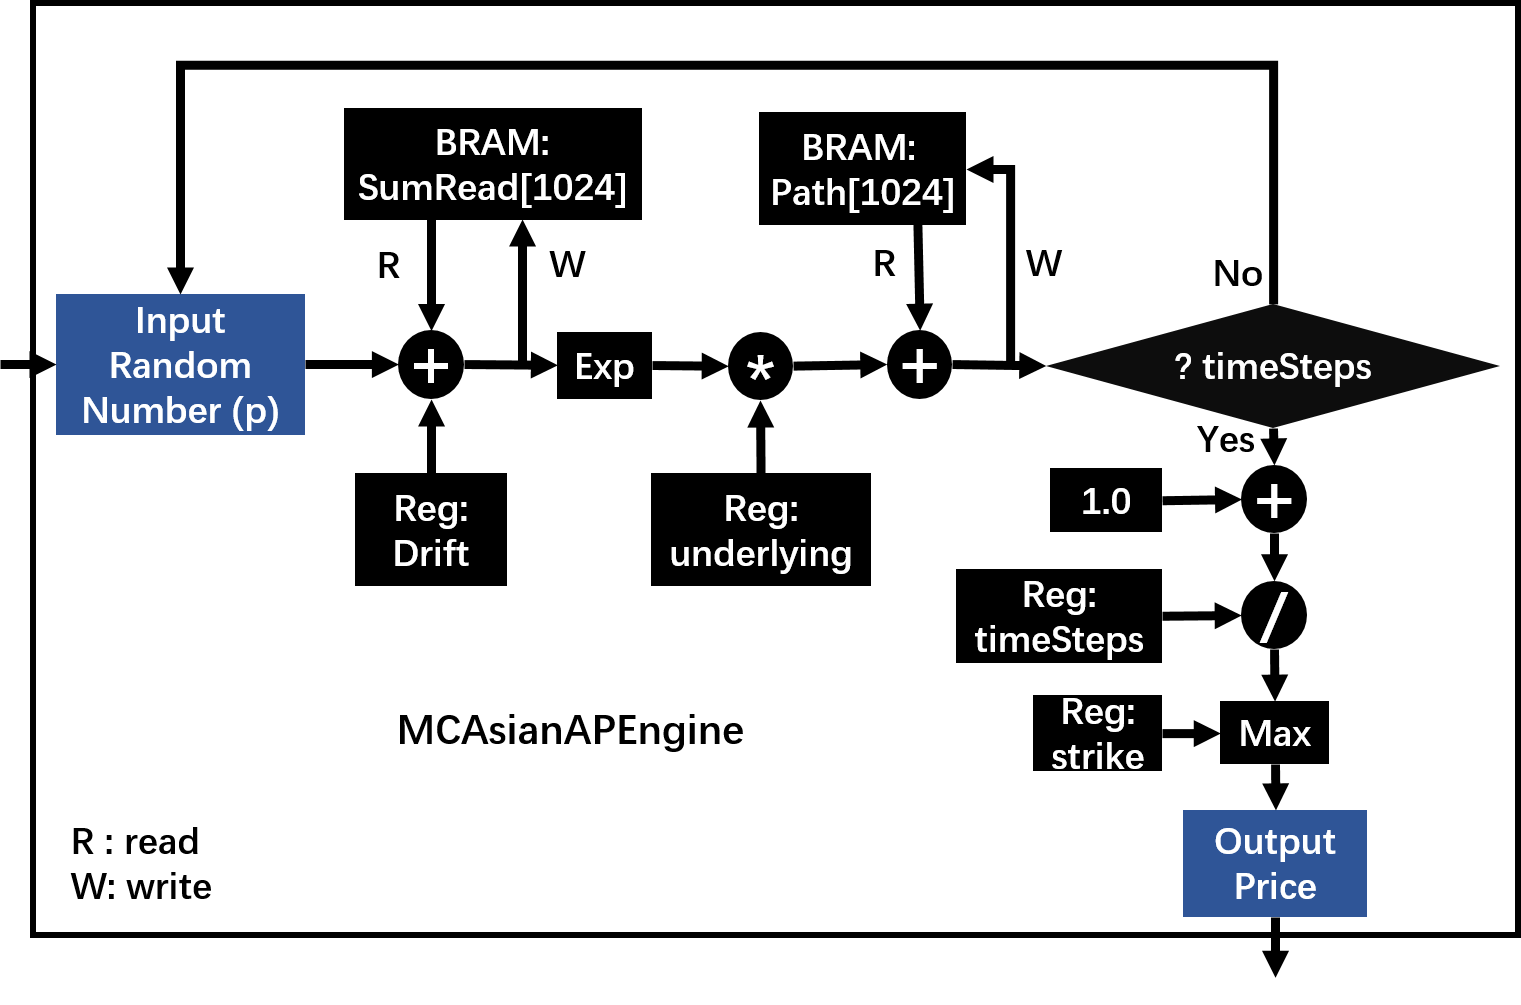 BRAM:
SumRead[1024]
BRAM:
Path[1024]
R
W
R
W
No
Input
Random
Number (p)
+
Exp
*
+
? timeSteps
Yes
Reg:
Drift
Reg:
underlying
1.0
+
Reg:
timeSteps
/
Reg:
strike
Max
MCAsianAPEngine
R : read
W: write
Output
Price